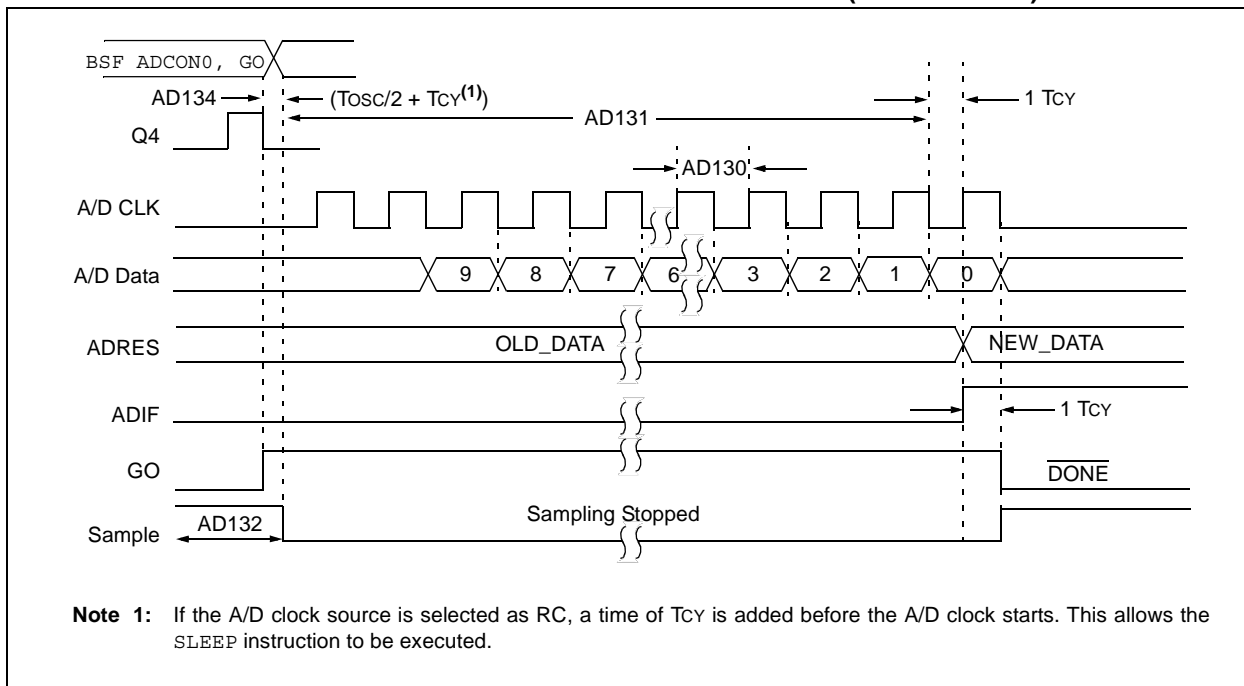 BSF ADCON0, GO
AD134
(TOSC/2 + TCY(1))
1 TCY
AD131
Q4
AD130
A/D CLK
A/D Data
9 8 7 6 3 2 1 0
ADRES
OLD_DATA
NEW_DATA
ADIF
1 TCY
GO
DONE
Sample
AD132
Sampling Stopped
Note 1: If the A/D clock source is selected as RC, a time of TCY is added before the A/D clock starts. This allows the
SLEEP instruction to be executed.